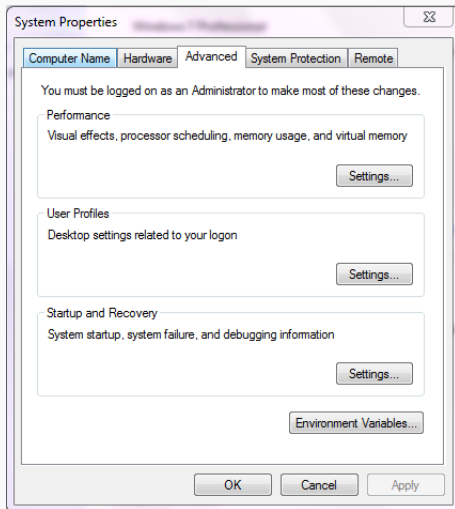 System Properties
Computer Name Hardware Advanced System Protection Remote
You must be logged on as an Administrator to make most of these changes.
Performance
Visual effects, processor scheduling, memory usage, and virtual memory
Settings...
User Profiles
Desktop settings related to your logon
Settings...
Startup and Recovery
System startup, system failure, and debugging information
Settings...
Environment Variables...
OK Cancel Apply